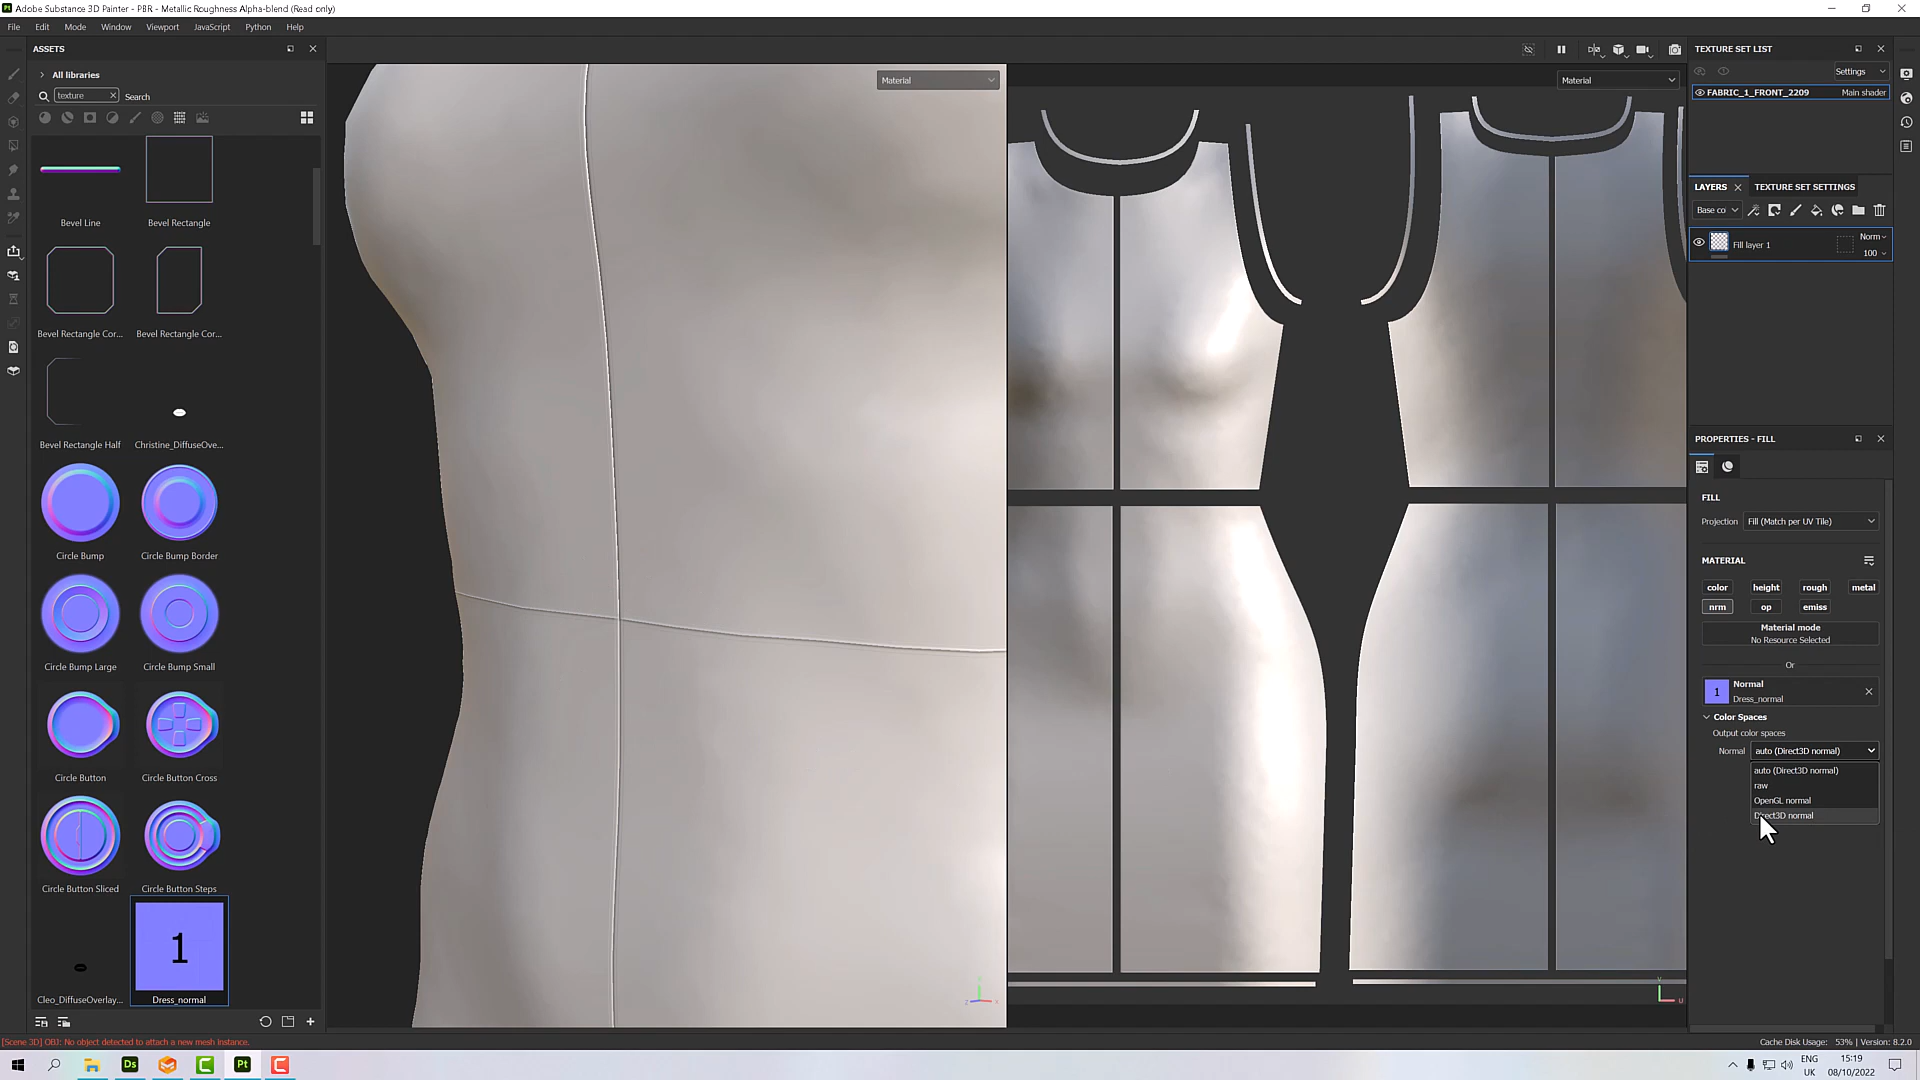 Adobe Substance 3D Painter - PBR - Metallic Roughness Alpha-blend (Read only)
File Edit Mode Window Viewport JavaScript Python Help
ASSETS
All libraries
texture Search
Bevel Line
Bevel Rectangle
Bevel Rectangle Cor...
Bevel Rectangle Cor...
Bevel Rectangle Half
Christine_DiffuseOve...
Circle Bump
Circle Bump Border
Circle Bump Large
Circle Bump Small
Circle Button
Circle Button Cross
Circle Button Sliced
Circle Button Steps
1
Cleo_DiffuseOverlay...
Dress_normal
Material
Material
TEXTURE SET LIST
Settings
FABRIC_1_FRONT_2209 Main shader
LAYERS TEXTURE SET SETTINGS
Base co
Fill layer 1
Norm
100
PROPERTIES - FILL
FILL
Projection Fill (Match per UV Tile)
MATERIAL
color height rough metal
nrm op emiss
Material mode
No Resource Selected
Or
1
Normal
Dress_normal
Color Spaces
Output color spaces
Normal auto (Direct3D normal)
auto (Direct3D normal)
raw
OpenGL normal
Direct3D normal
[Scene 3D] OBJ: No object detected to attach a new mesh instance.
Cache Disk Usage: 53% | Version: 8.2.0
Ds
Pt
ENG
UK
15:19
08/10/2022